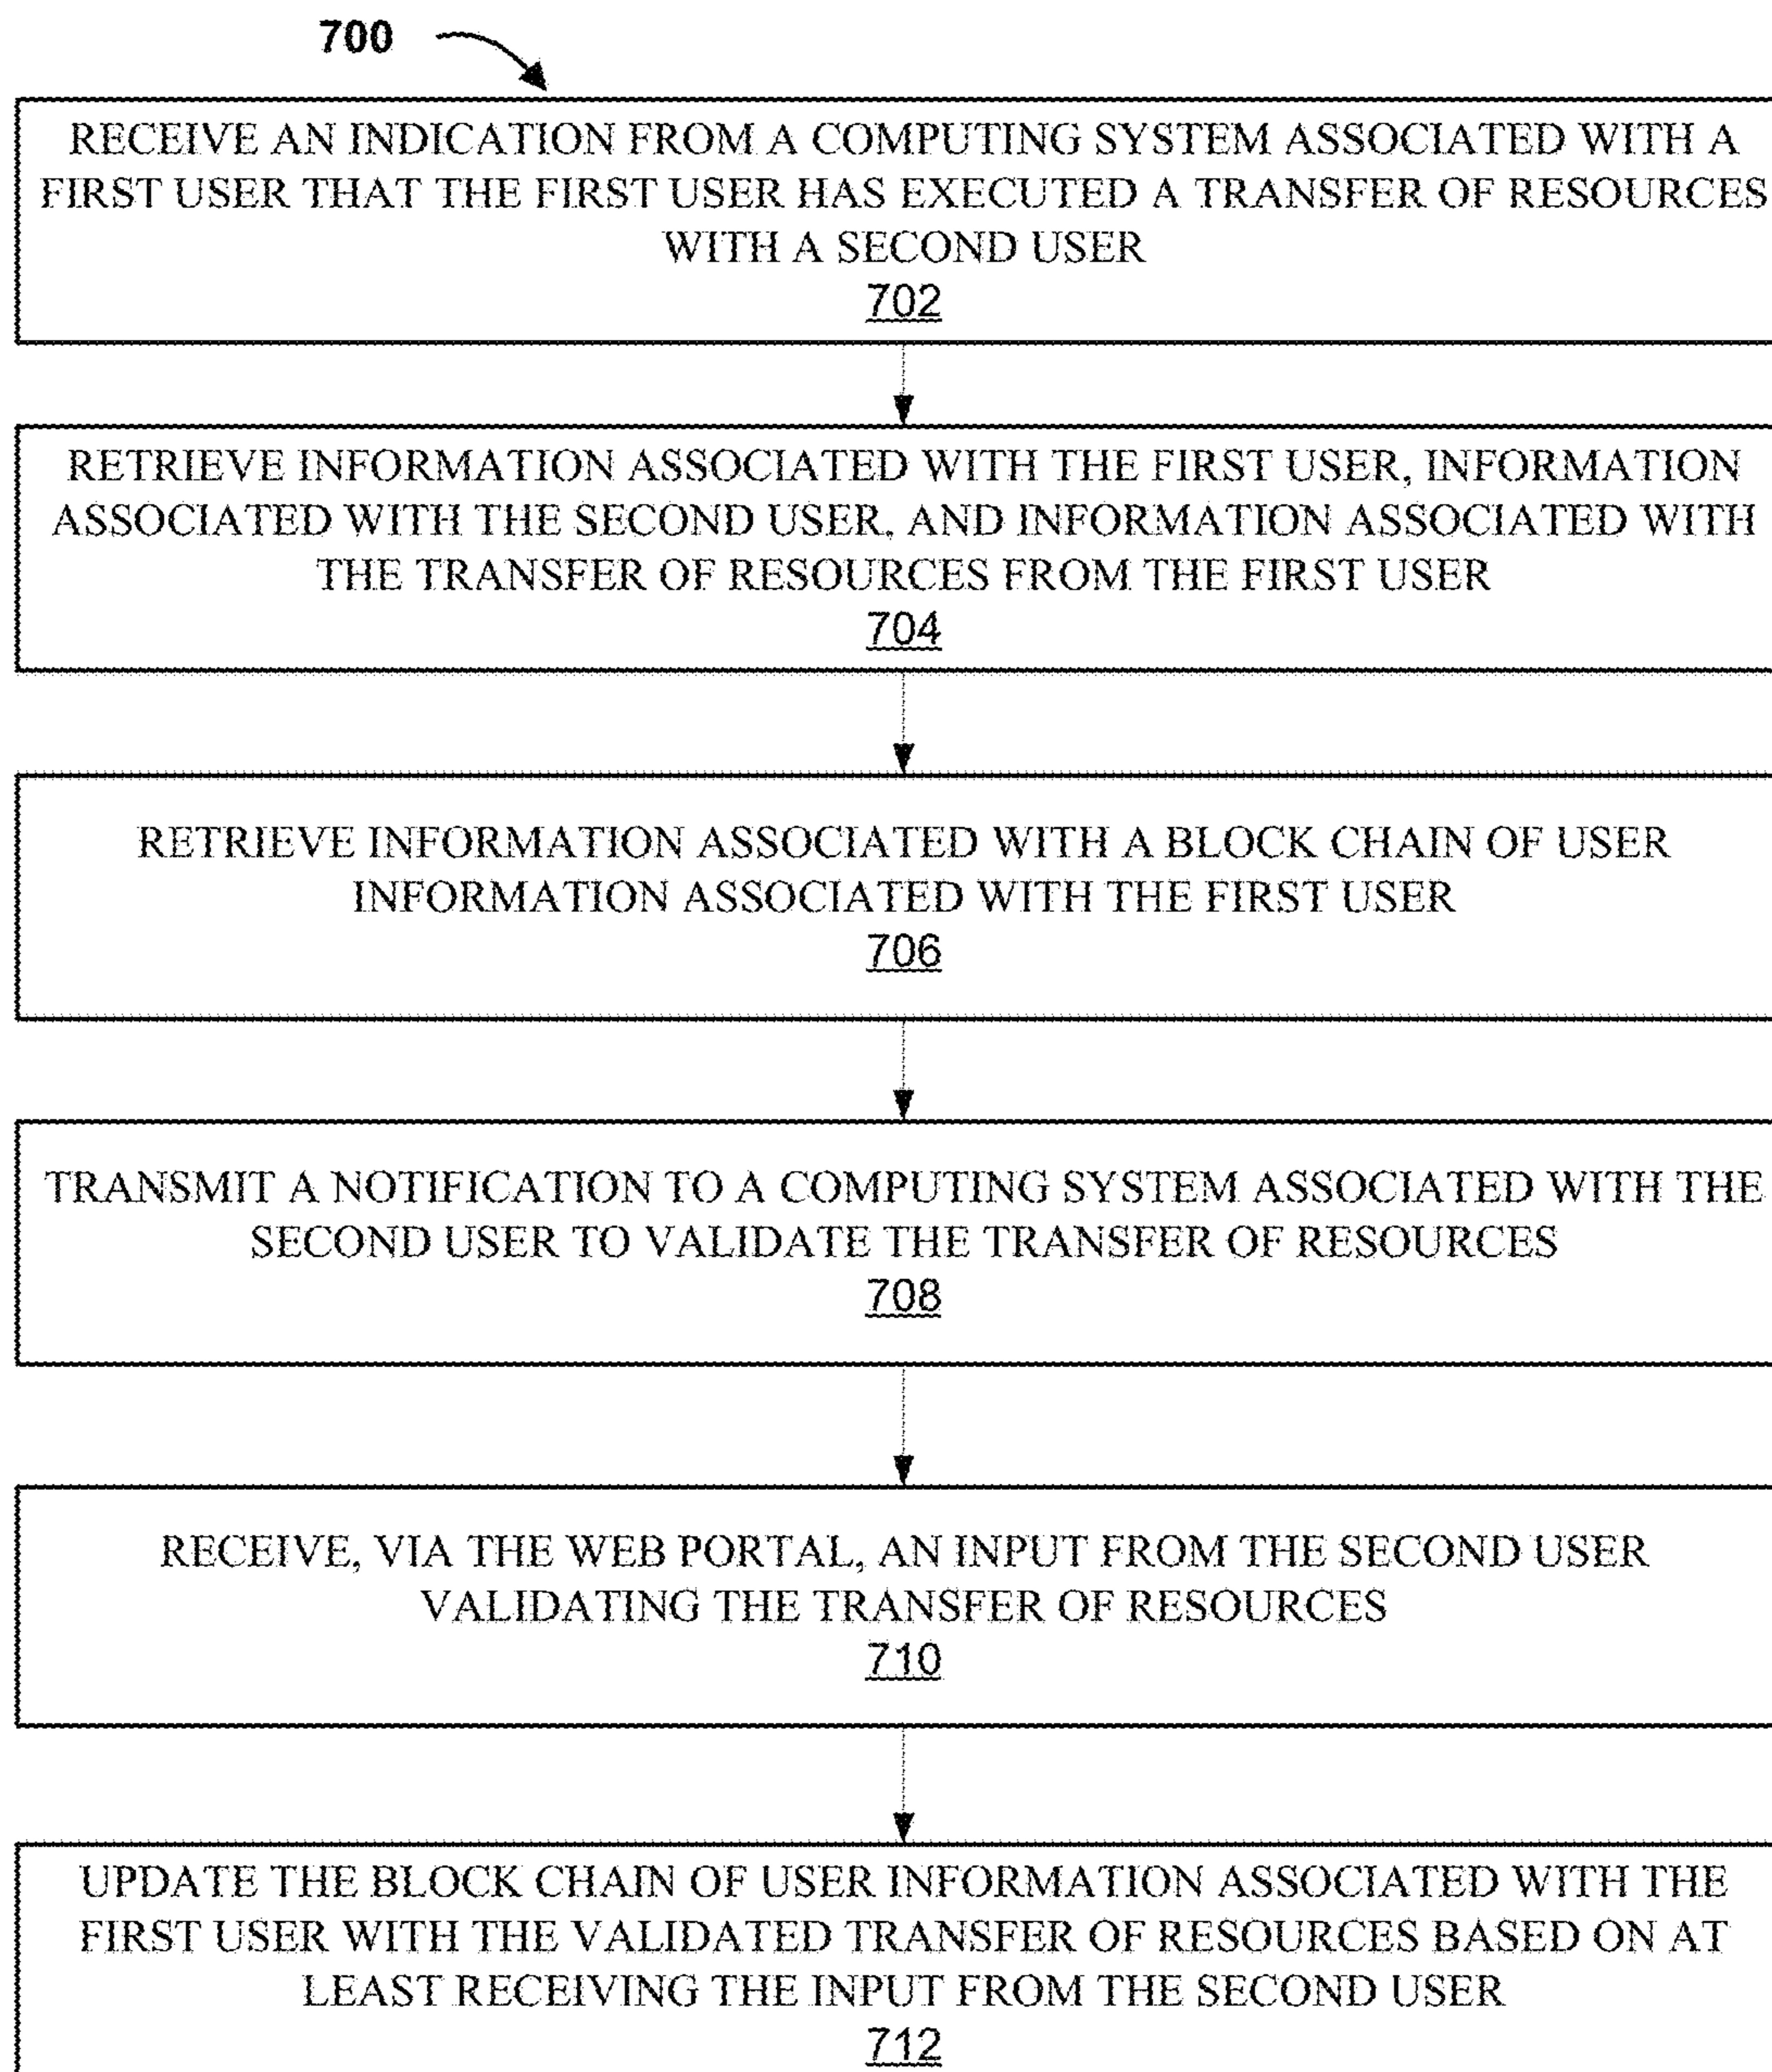 700
RECEIVE AN INDICATION FROM A COMPUTING SYSTEM ASSOCIATED WITH A
FIRST USER THAT THE FIRST USER HAS EXECUTED A TRANSFER OF RESOURCES
WITH A SECOND USER
702
RETRIEVE INFORMATION ASSOCIATED WITH THE FIRST USER, INFORMATION
ASSOCIATED WITH THE SECOND USER, AND INFORMATION ASSOCIATED WITH
THE TRANSFER OF RESOURCES FROM THE FIRST USER
704
RETRIEVE INFORMATION ASSOCIATED WITH A BLOCK CHAIN OF USER
INFORMATION ASSOCIATED WITH THE FIRST USER
706
TRANSMIT A NOTIFICATION TO A COMPUTING SYSTEM ASSOCIATED WITH THE
SECOND USER TO VALIDATE THE TRANSFER OF RESOURCES
708
RECEIVE, VIA THE WEB PORTAL, AN INPUT FROM THE SECOND USER
VALIDATING THE TRANSFER OF RESOURCES
710
UPDATE THE BLOCK CHAIN OF USER INFORMATION ASSOCIATED WITH THE
FIRST USER WITH THE VALIDATED TRANSFER OF RESOURCES BASED ON AT
LEAST RECEIVING THE INPUT FROM THE SECOND USER
712